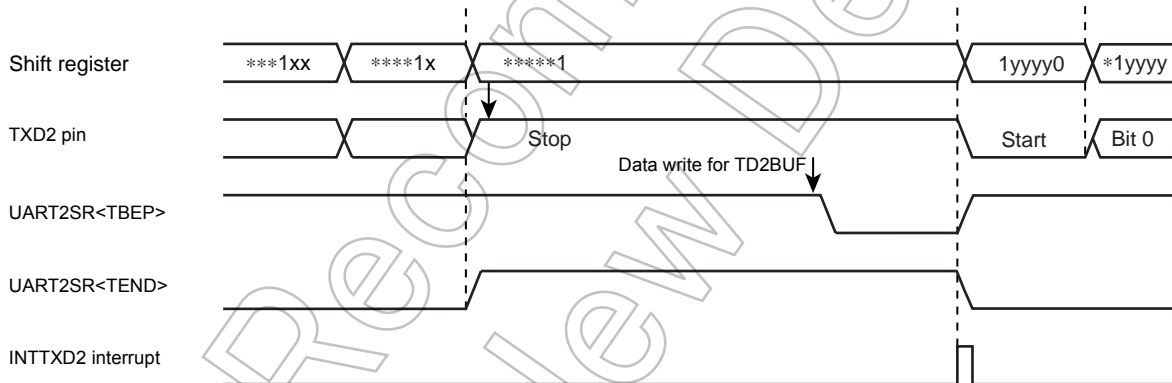 Shift register ***1xx ****1x *****1 1yyyy0 *1yyyy
TXD2 pin Stop Start Bit 0
Data write for TD2BUF
UART2SR<TBEP>
UART2SR<TEND>
INTTXD2 interrupt